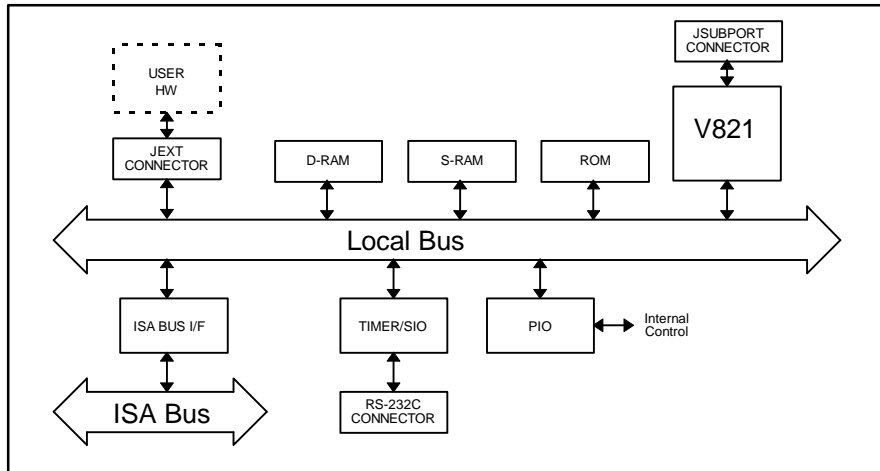 JSUBPORT
CONNECTOR
USER
HW
V821
JEXT
CONNECTOR
D-RAM
S-RAM
ROM
Local Bus
ISA BUS I/F
TIMER/SIO
PIO
Internal
Control
ISA Bus
RS-232C
CONNECTOR